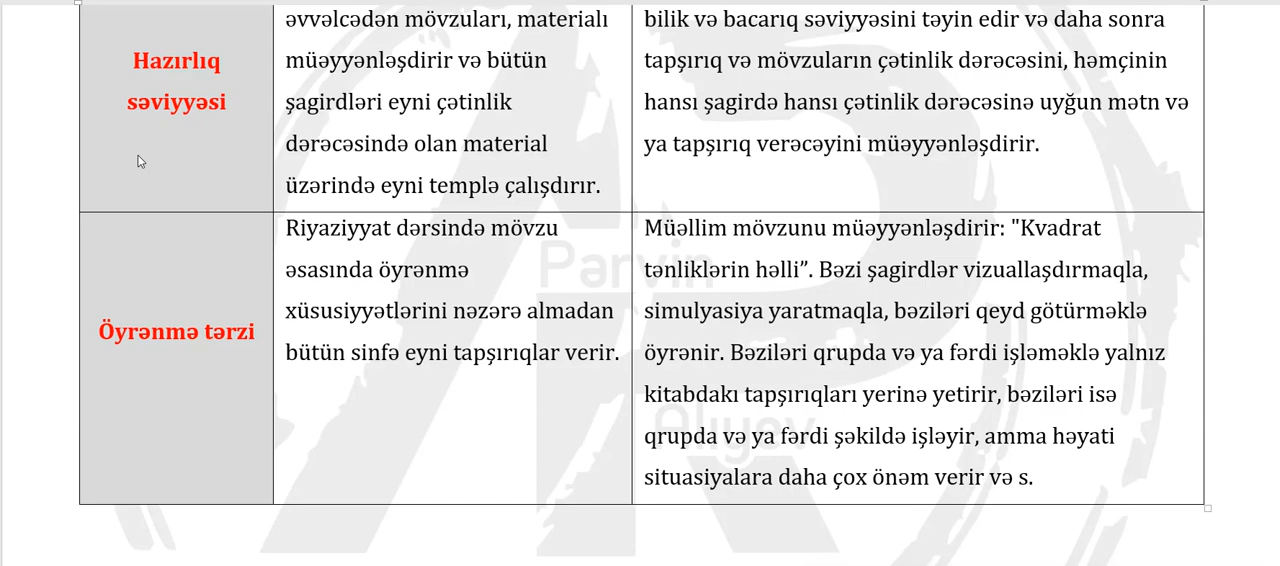 Hazırlıq
səviyyəsi
əvvəlcədən mövzuları, materialı
müəyyənləşdirir və bütün
şagirdləri eyni çətinlik
dərəcəsində olan material
üzərində eyni templə çalışdırır.
bilik və bacarıq səviyyəsini təyin edir və daha sonra
tapşırıq və mövzuların çətinlik dərəcəsini, həmçinin
hansı şagirdə hansı çətinlik dərəcəsinə uyğun mətn və
ya tapşırıq verəcəyini müəyyənləşdirir.
Öyrənmə tərzi
Riyaziyyat dərsində mövzu
əsasında öyrənmə
xüsusiyyətlərini nəzərə almadan
bütün sinfə eyni tapşırıqlar verir.
Müəllim mövzunu müəyyənləşdirir: "Kvadrat
tənliklərin həlli”. Bəzi şagirdlər vizuallaşdırmaqla,
simulyasiya yaratmaqla, bəziləri qeyd götürməklə
öyrənir. Bəziləri qrupda və ya fərdi işləməklə yalnız
kitabdakı tapşırıqları yerinə yetirir, bəziləri isə
qrupda və ya fərdi şəkildə işləyir, amma həyati
situasiyalara daha çox önəm verir və s.
Parvin
Aliyev